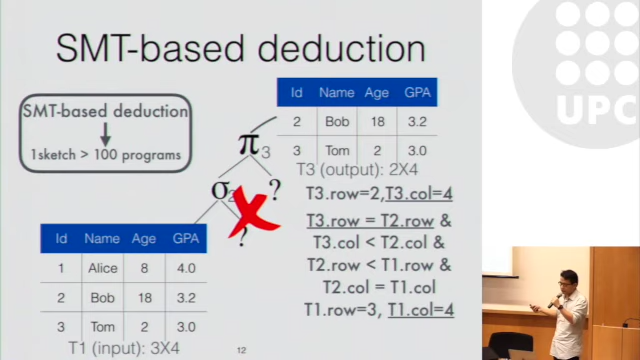 SMT-based deduction
UPC
SMT-based deduction
1sketch > 100 programs
Id Name Age GPA
2 Bob 18 3.2
3 Tom 2 3.0
π3
T3 (output): 2X4
σ2 ?
?
T3.row=2,T3.col=4
T3.row = T2.row &
T3.col < T2.col &
T2.row < T1.row &
T2.col = T1.col
T1.row=3, T1.col=4
Id Name Age GPA
1 Alice 8 4.0
2 Bob 18 3.2
3 Tom 2 3.0
T1 (input): 3X4
12